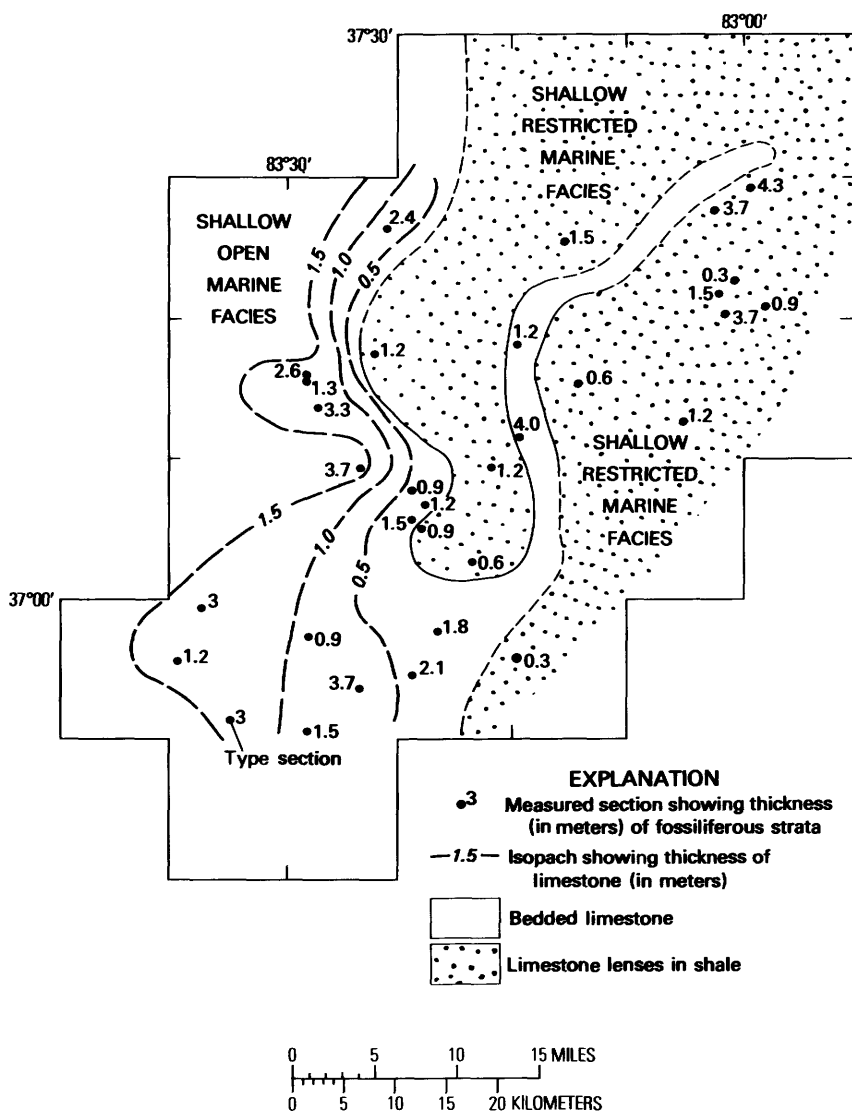 83°00'
37°30'
SHALLOW
RESTRICTED
MARINE
FACIES
83°30'
4.3
3.7
2.4
SHALLOW
OPEN
MARINE
FACIES
1.5
1.0
0.5
1.5
0.3
1.5
0.9
3.7
1.2
1.2
2.6
1.3
0.6
3.3
1.2
4.0
SHALLOW
RESTRICTED
MARINE
FACIES
3.7
1.2
0.9
1.2
1.5
0.9
1.5
1.0
0.5
0.6
37°00'
3
0.9
1.8
1.2
2.1
0.3
3.7
3
1.5
Type section
EXPLANATION
3 Measured section showing thickness
(in meters) of fossiliferous strata
1.5 Isopach showing thickness of
limestone (in meters)
Bedded limestone
Limestone lenses in shale
0 5 10 15 MILES
0 5 10 15 20 KILOMETERS